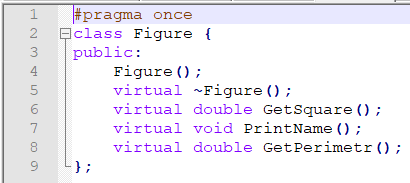 1 #pragma once
2 class Figure {
3 public:
4     Figure();
5     virtual ~Figure();
6     virtual double GetSquare();
7     virtual void PrintName();
8     virtual double GetPerimetr();
9 };